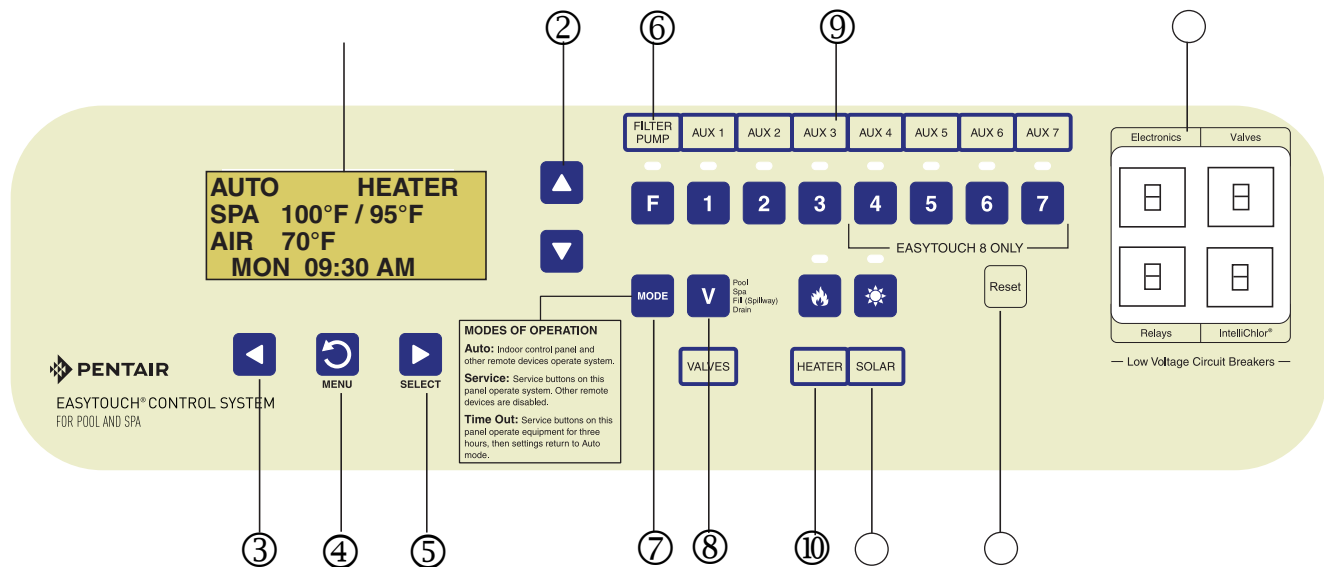 ② ⑥ ⑨
FILTER PUMP AUX 1 AUX 2 AUX 3 AUX 4 AUX 5 AUX 6 AUX 7
Electronics Valves
F 1 2 3 4 5 6 7
EASYTOUCH 8 ONLY
AUTO HEATER
SPA 100°F / 95°F
AIR 70°F
MON 09:30 AM
MODE V
Pool
Spa
Fill (Spillway)
Drain
Reset
Relays IntelliChlor®
Low Voltage Circuit Breakers
MODES OF OPERATION
Auto: Indoor control panel and
other remote devices operate system.
Service: Service buttons on this
panel operate system. Other remote
devices are disabled.
Time Out: Service buttons on this
panel operate equipment for three
hours, then settings return to Auto
mode.
VALVES HEATER SOLAR
PENTAIR
MENU SELECT
EASYTOUCH® CONTROL SYSTEM
FOR POOL AND SPA
③ ④ ⑤ ⑦ ⑧ ⑩